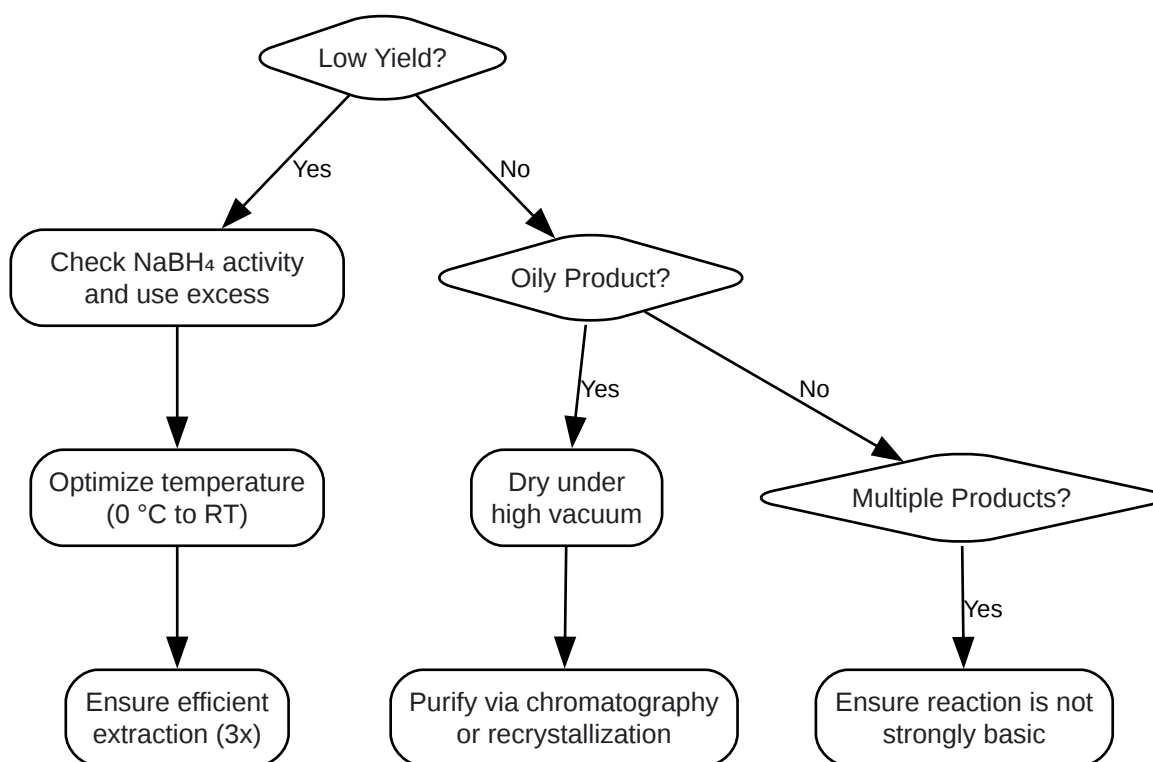 Low Yield?
Yes
No
Check NaBH₄ activity
and use excess
Oily Product?
Yes
No
Optimize temperature
(0 °C to RT)
Dry under
high vacuum
Multiple Products?
Yes
Ensure efficient
extraction (3x)
Purify via chromatography
or recrystallization
Ensure reaction is not
strongly basic